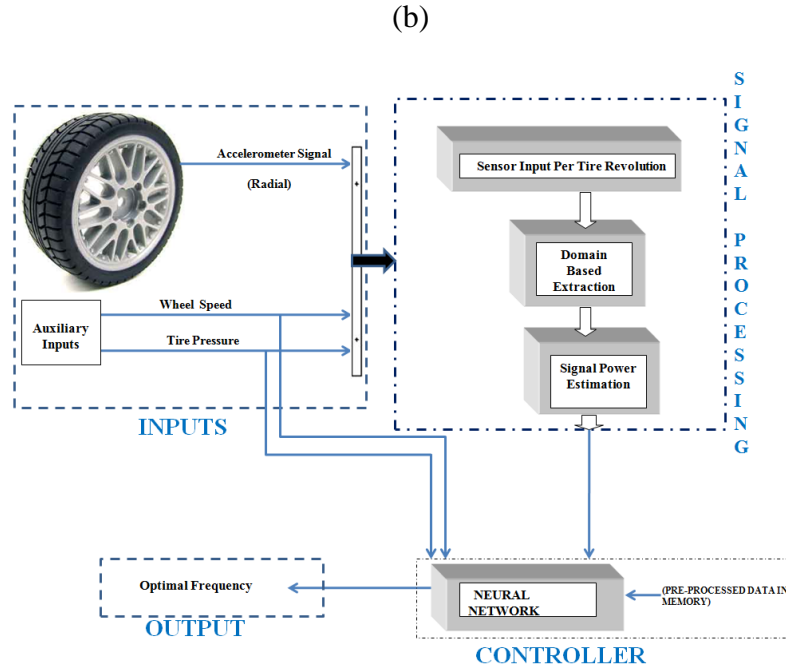 (b)
Accelerometer Signal
(Radial)
Wheel Speed
Auxiliary
Inputs
Tire Pressure
INPUTS
Sensor Input Per Tire Revolution
Domain
Based
Extraction
Signal Power
Estimation
SIGNAL PROCESSING
Optimal Frequency
OUTPUT
NEURAL
NETWORK
(PRE-PROCESSED DATA IN
MEMORY)
CONTROLLER